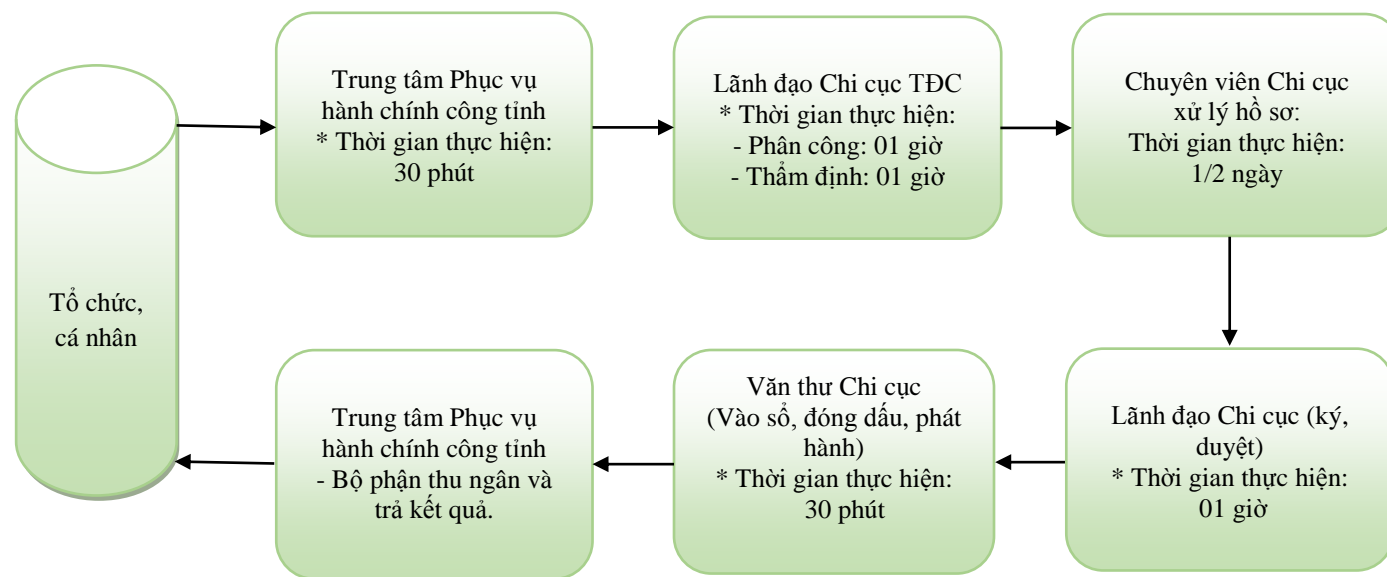 Tổ chức,
cá nhân
Trung tâm Phục vụ
hành chính công tỉnh
* Thời gian thực hiện:
30 phút
Lãnh đạo Chi cục TĐC
* Thời gian thực hiện:
- Phân công: 01 giờ
- Thẩm định: 01 giờ
Chuyên viên Chi cục
xử lý hồ sơ:
Thời gian thực hiện:
1/2 ngày
Lãnh đạo Chi cục (ký,
duyệt)
* Thời gian thực hiện:
01 giờ
Văn thư Chi cục
(Vào sổ, đóng dấu, phát
hành)
* Thời gian thực hiện:
30 phút
Trung tâm Phục vụ
hành chính công tỉnh
- Bộ phận thu ngân và
trả kết quả.